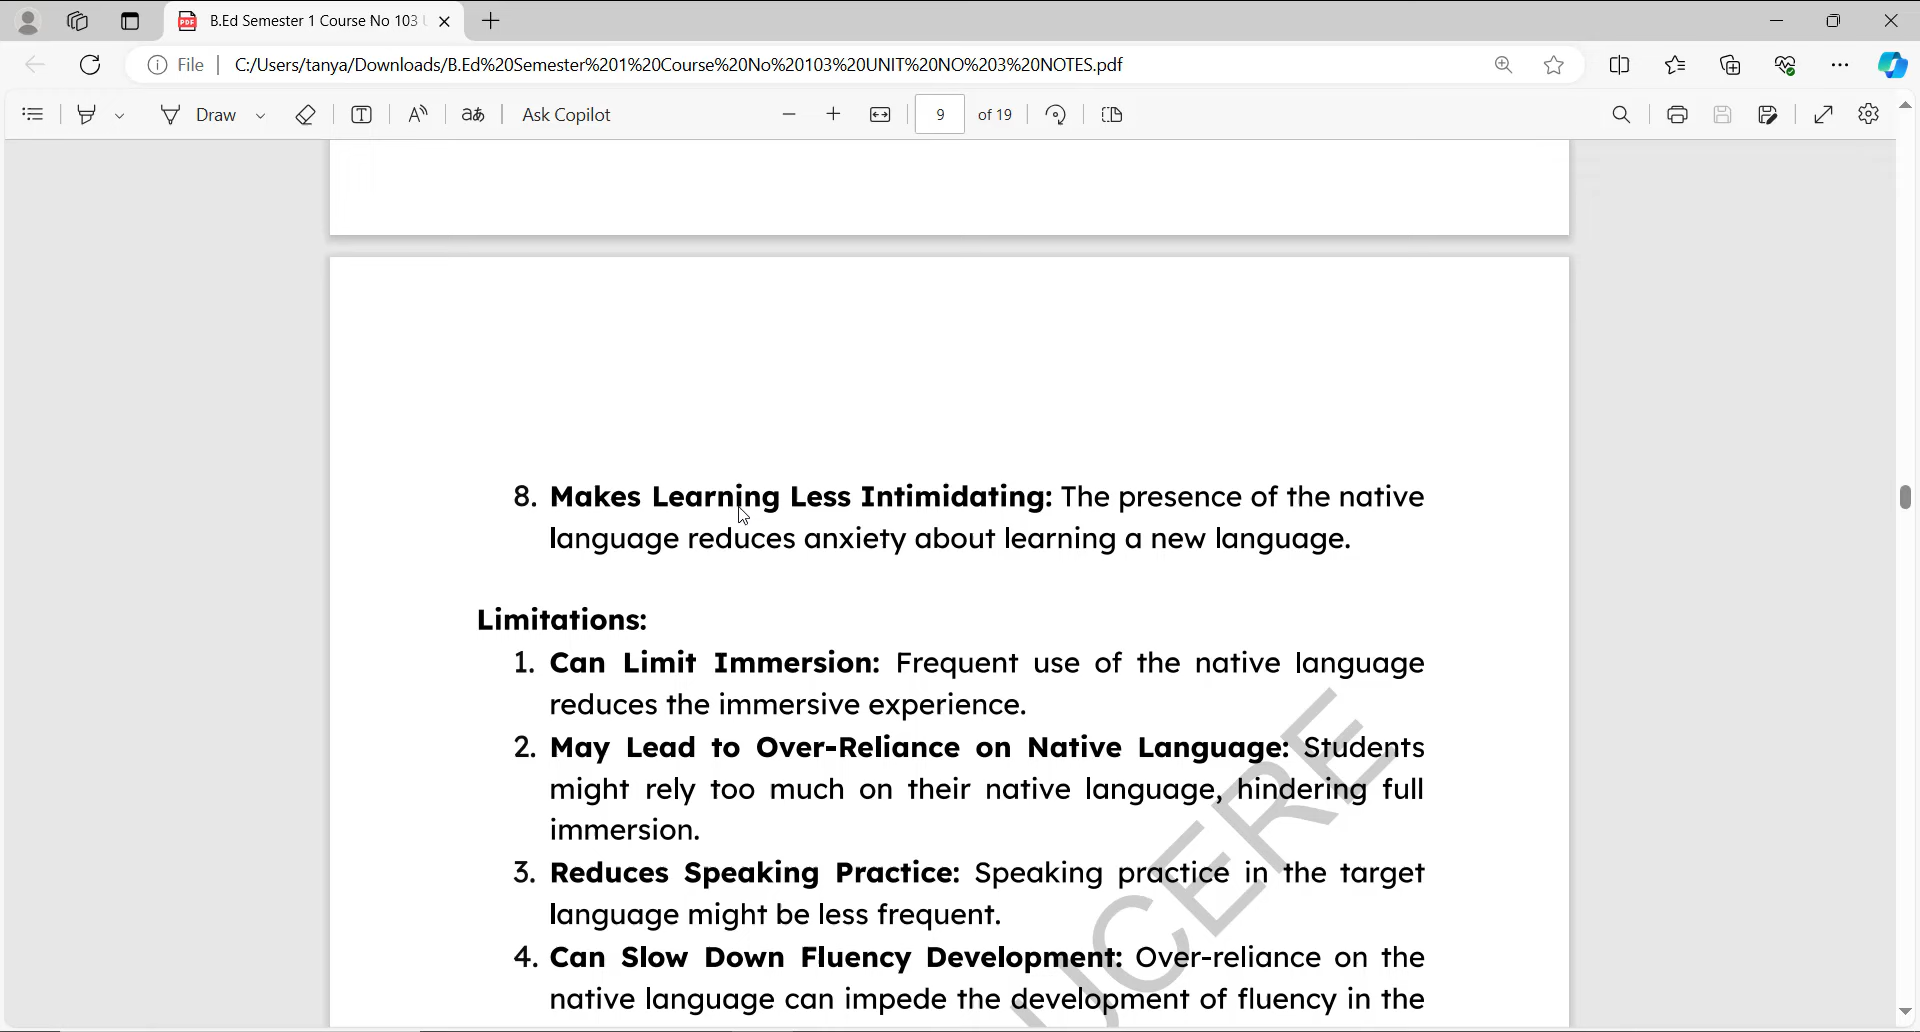 B.Ed Semester 1 Course No 103
File
C:/Users/tanya/Downloads/B.Ed%20Semester%201%20Course%20No%20103%20UNIT%20NO%203%20NOTES.pdf
Draw
T
A
aあ
Ask Copilot
9
of 19
8. Makes Learning Less Intimidating: The presence of the native
language reduces anxiety about learning a new language.
Limitations:
1. Can Limit Immersion: Frequent use of the native language
reduces the immersive experience.
2. May Lead to Over-Reliance on Native Language: Students
might rely too much on their native language, hindering full
immersion.
3. Reduces Speaking Practice: Speaking practice in the target
language might be less frequent.
4. Can Slow Down Fluency Development: Over-reliance on the
native language can impede the development of fluency in the
UCERE